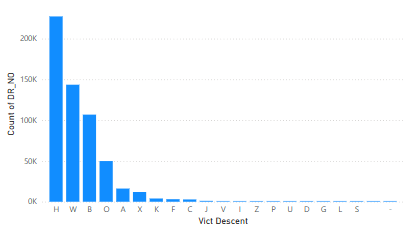 Count of DR_NO
200K
150K
100K
50K
0K
H W B O A X K F C J V I Z P U D G L S -
Vict Descent